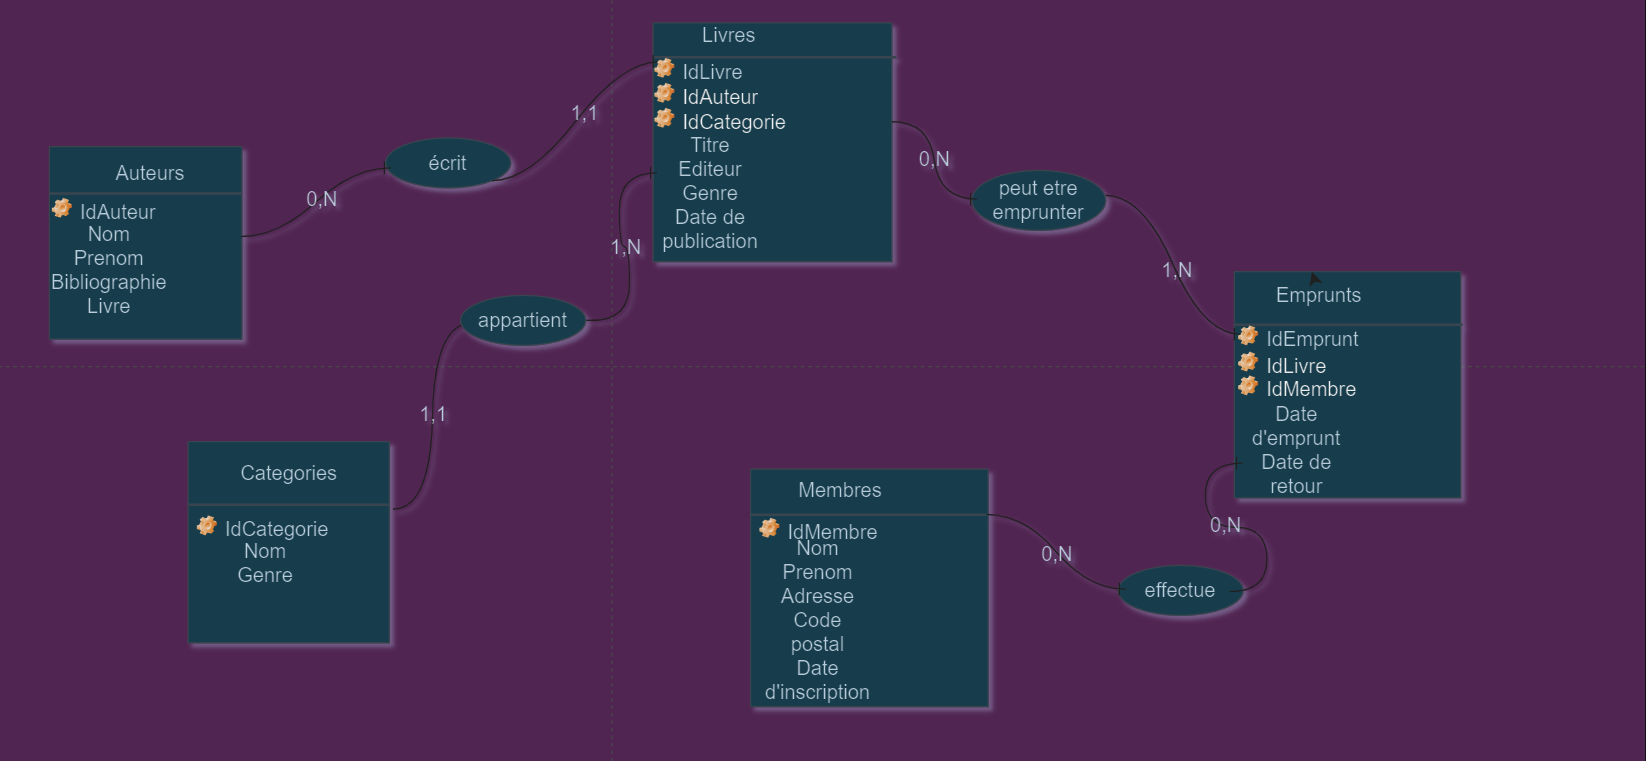 Livres
IdLivre
IdAuteur
IdCategorie
Titre
Editeur
Genre
Date de
publication
1,1
écrit
0,N
Auteurs
IdAuteur
Nom
Prenom
Bibliographie
Livre
0,N
peut etre
emprunter
1,N
1,N
appartient
1,1
Emprunts
IdEmprunt
IdLivre
IdMembre
Date
d'emprunt
Date de
retour
Categories
IdCategorie
Nom
Genre
Membres
IdMembre
Nom
Prenom
Adresse
Code
postal
Date
d'inscription
0,N
effectue
0,N